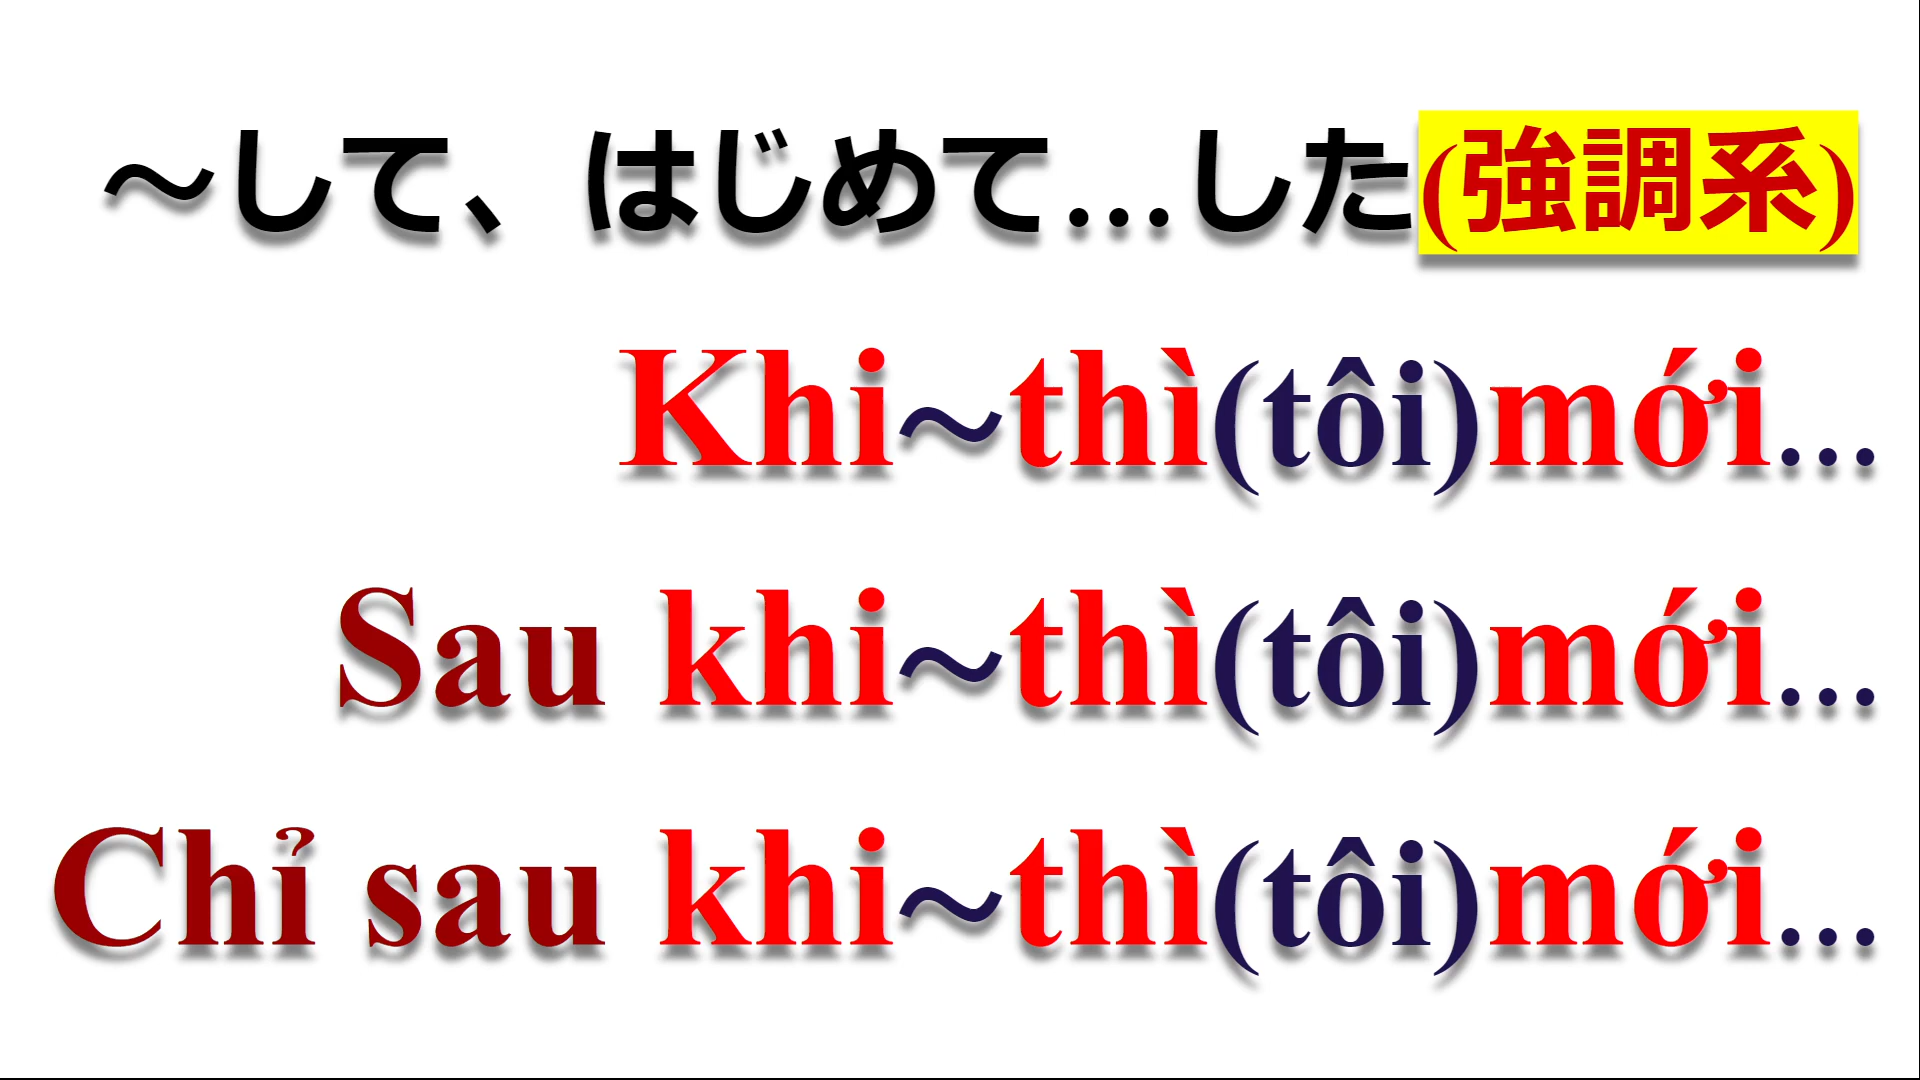 ～して、はじめて…した(強調系)
Khi~thì(tôi)mới…
Sau khi~thì(tôi)mới…
Chỉ sau khi~thì(tôi)mới…